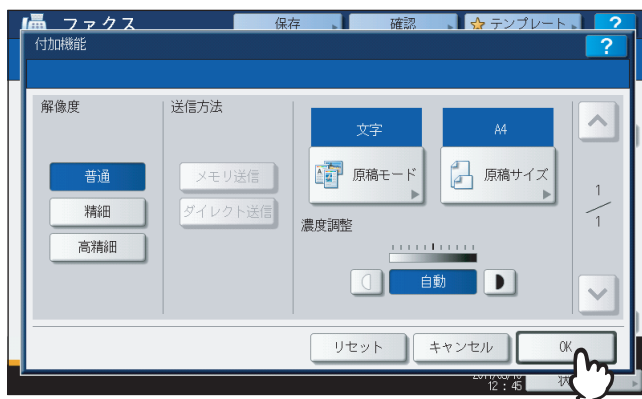 ファクス
保存
確認
テンプレート
?
付加機能
?
解像度
送信方法
文字
A4
普通
メモリ送信
原稿モード
原稿サイズ
精細
ダイレクト送信
1
1
高精細
濃度調整
自動
リセット
キャンセル
OK
12:45
状